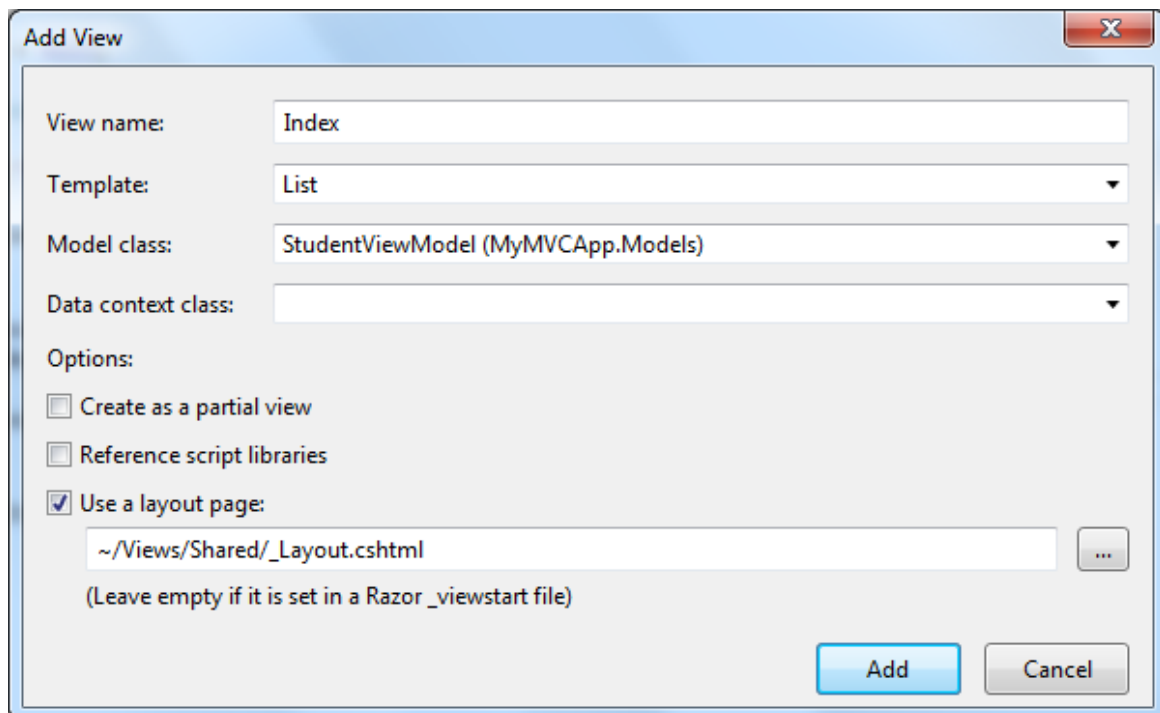 Add View
View name: Index
Template: List
Model class: StudentViewModel (MyMVCApp.Models)
Data context class:
Options:
Create as a partial view
Reference script libraries
Use a layout page:
~/Views/Shared/_Layout.cshtml ...
(Leave empty if it is set in a Razor _viewstart file)
Add Cancel